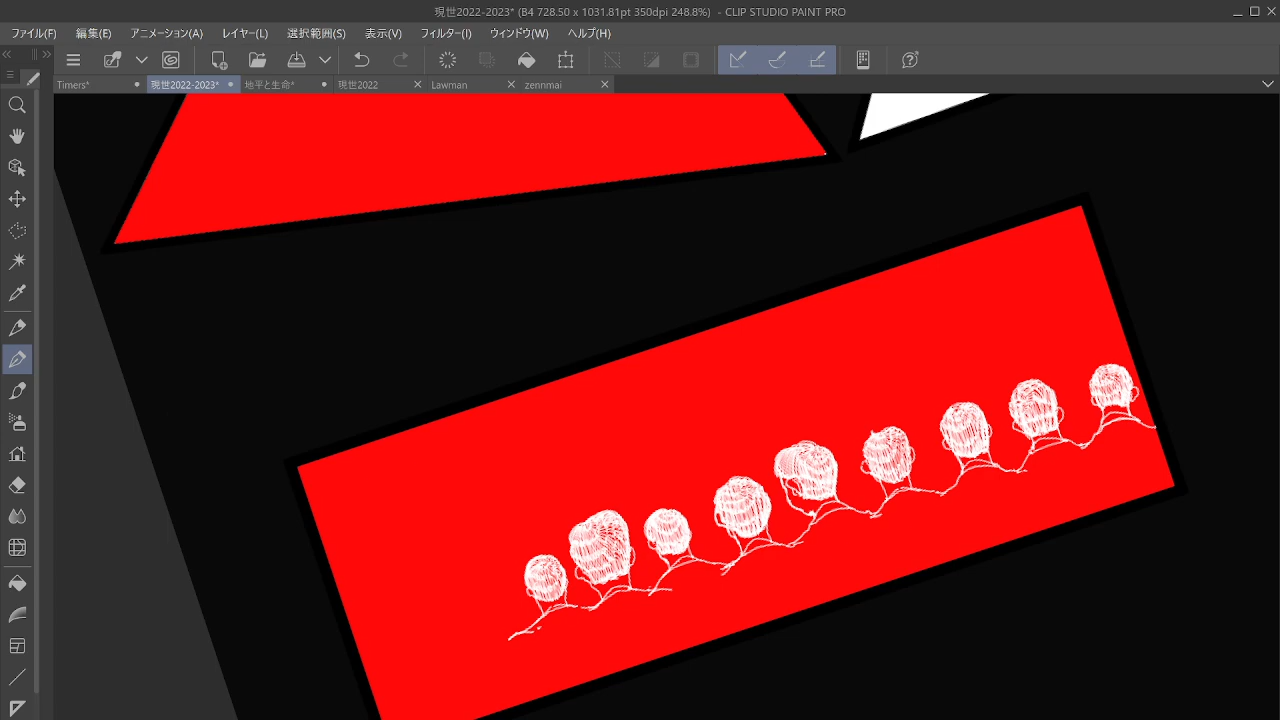 現世2022-2023* (B4 728.50 x 1031.81pt 350dpi 248.8%) - CLIP STUDIO PAINT PRO
ファイル(F) 編集(E) アニメーション(A) レイヤー(L) 選択範囲(S) 表示(V) フィルター(I) ウィンドウ(W) ヘルプ(H)
Timers* 現世2022-2023* 地平と生命* 現世2022 Lawman zennmai